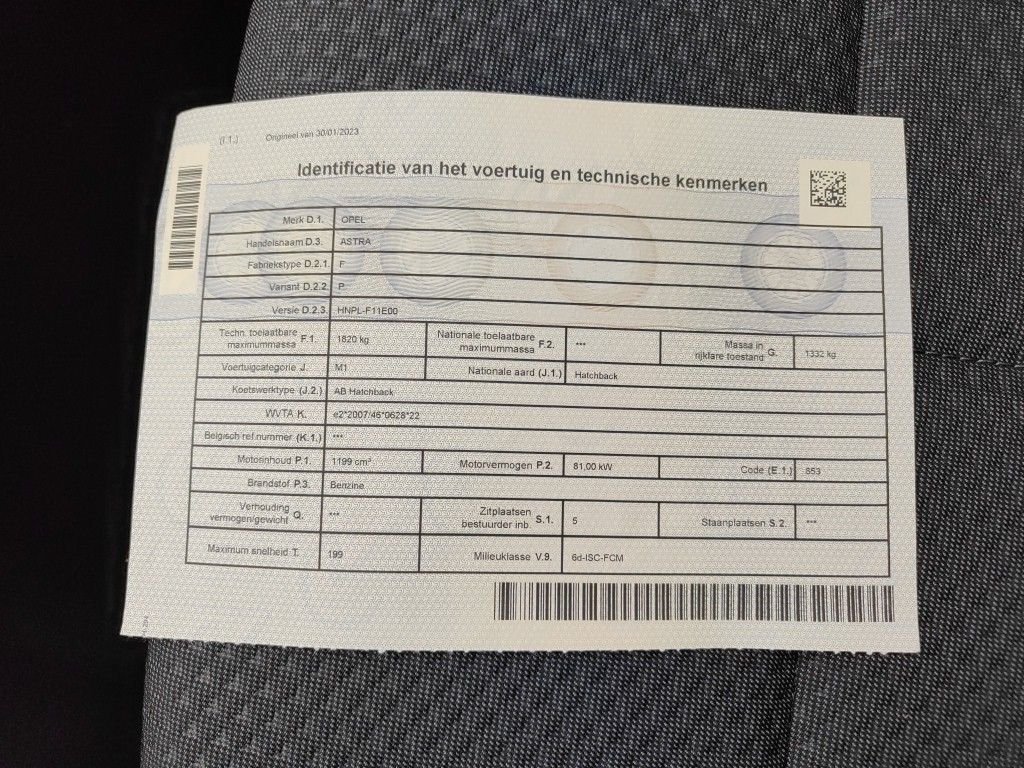 (I.1.) Origineel van 30/01/2023
Identificatie van het voertuig en technische kenmerken
Merk D.1. OPEL
Handelsnaam D.3. ASTRA
Fabriekstype D.2.1. F
Variant D.2.2. P
Versie D.2.3. HNPL-F11E00
Techn. toelaatbare maximummassa F.1. 1820 kg Nationale toelaatbare maximummassa F.2. *** Massa in rijklare toestand G. 1332 kg
Voertuigcategorie J. M1 Nationale aard (J.1.) Hatchback
Koetswerktype (J.2.) AB Hatchback
WVTA K. e2*2007/46*0628*22
Belgisch ref.nummer (K.1.) ***
Motorinhoud P.1. 1199 cm³ Motorvermogen P.2. 81,00 kW Code (E.1.) 853
Brandstof P.3. Benzine
Verhouding vermogen/gewicht Q. *** Zitplaatsen bestuurder inb. S.1. 5 Staanplaatsen S.2. ***
Maximum snelheid T. 199 Milieuklasse V.9. 6d-ISC-FCM